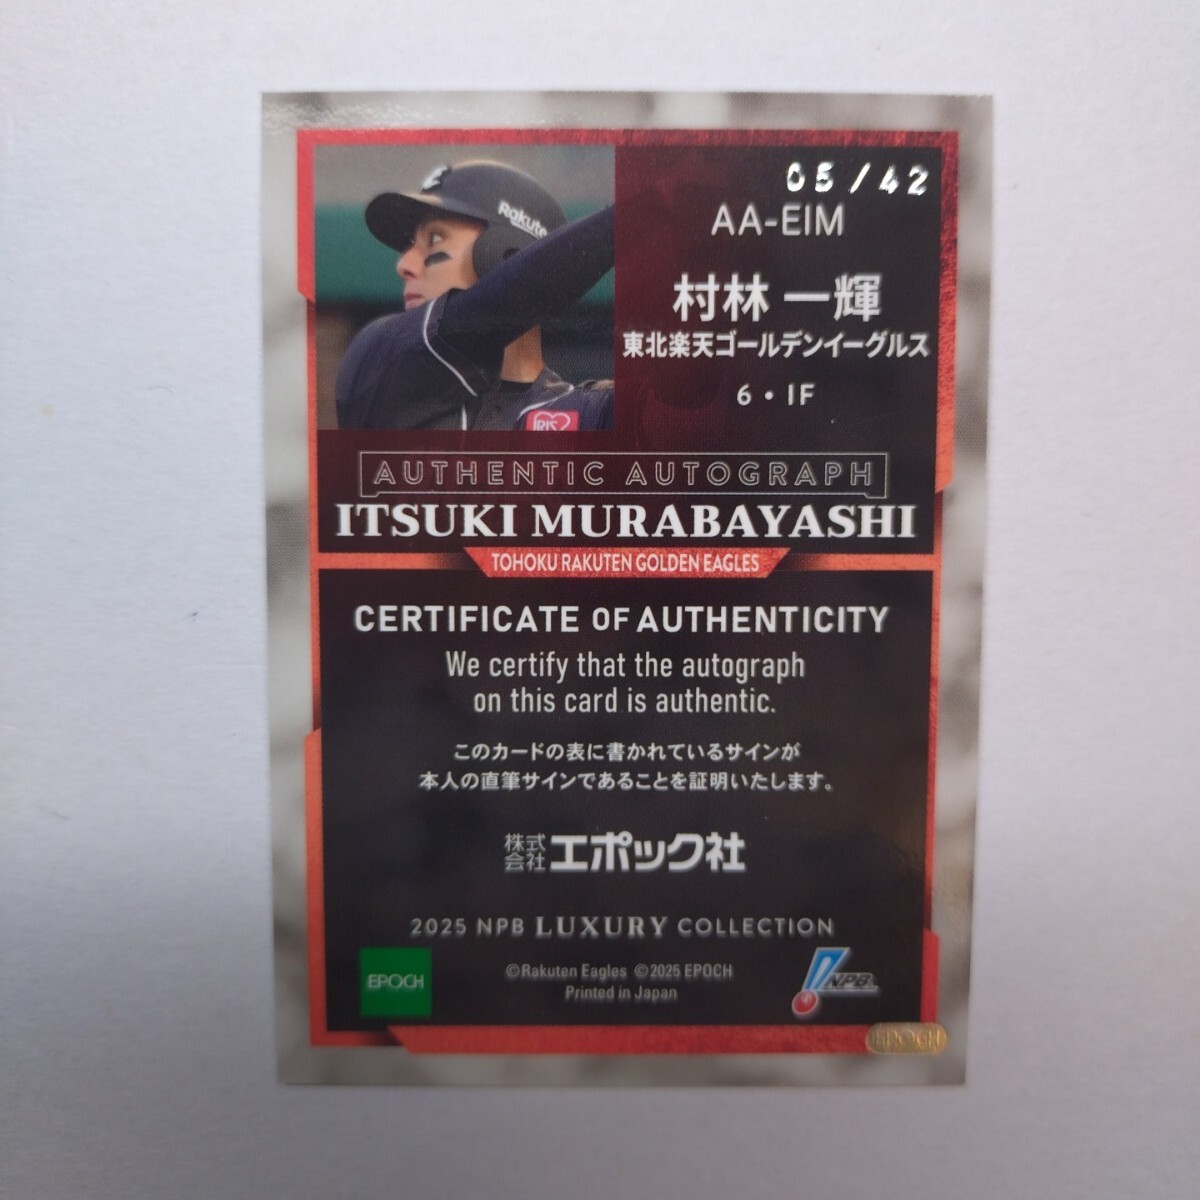 05/42
AA-EIM
Rakuten
村林 一輝
東北楽天ゴールデンイーグルス
6・IF
IRIS
AUTHENTIC AUTOGRAPH
ITSUKI MURABAYASHI
TOHOKU RAKUTEN GOLDEN EAGLES
CERTIFICATE OF AUTHENTICITY
We certify that the autograph
on this card is authentic.
このカードの表に書かれているサインが
本人の直筆サインであることを証明いたします。
株式会社エポック社
2025 NPB LUXURY COLLECTION
EPOCH
©Rakuten Eagles ©2025 EPOCH
Printed in Japan
NPB
EPOCH